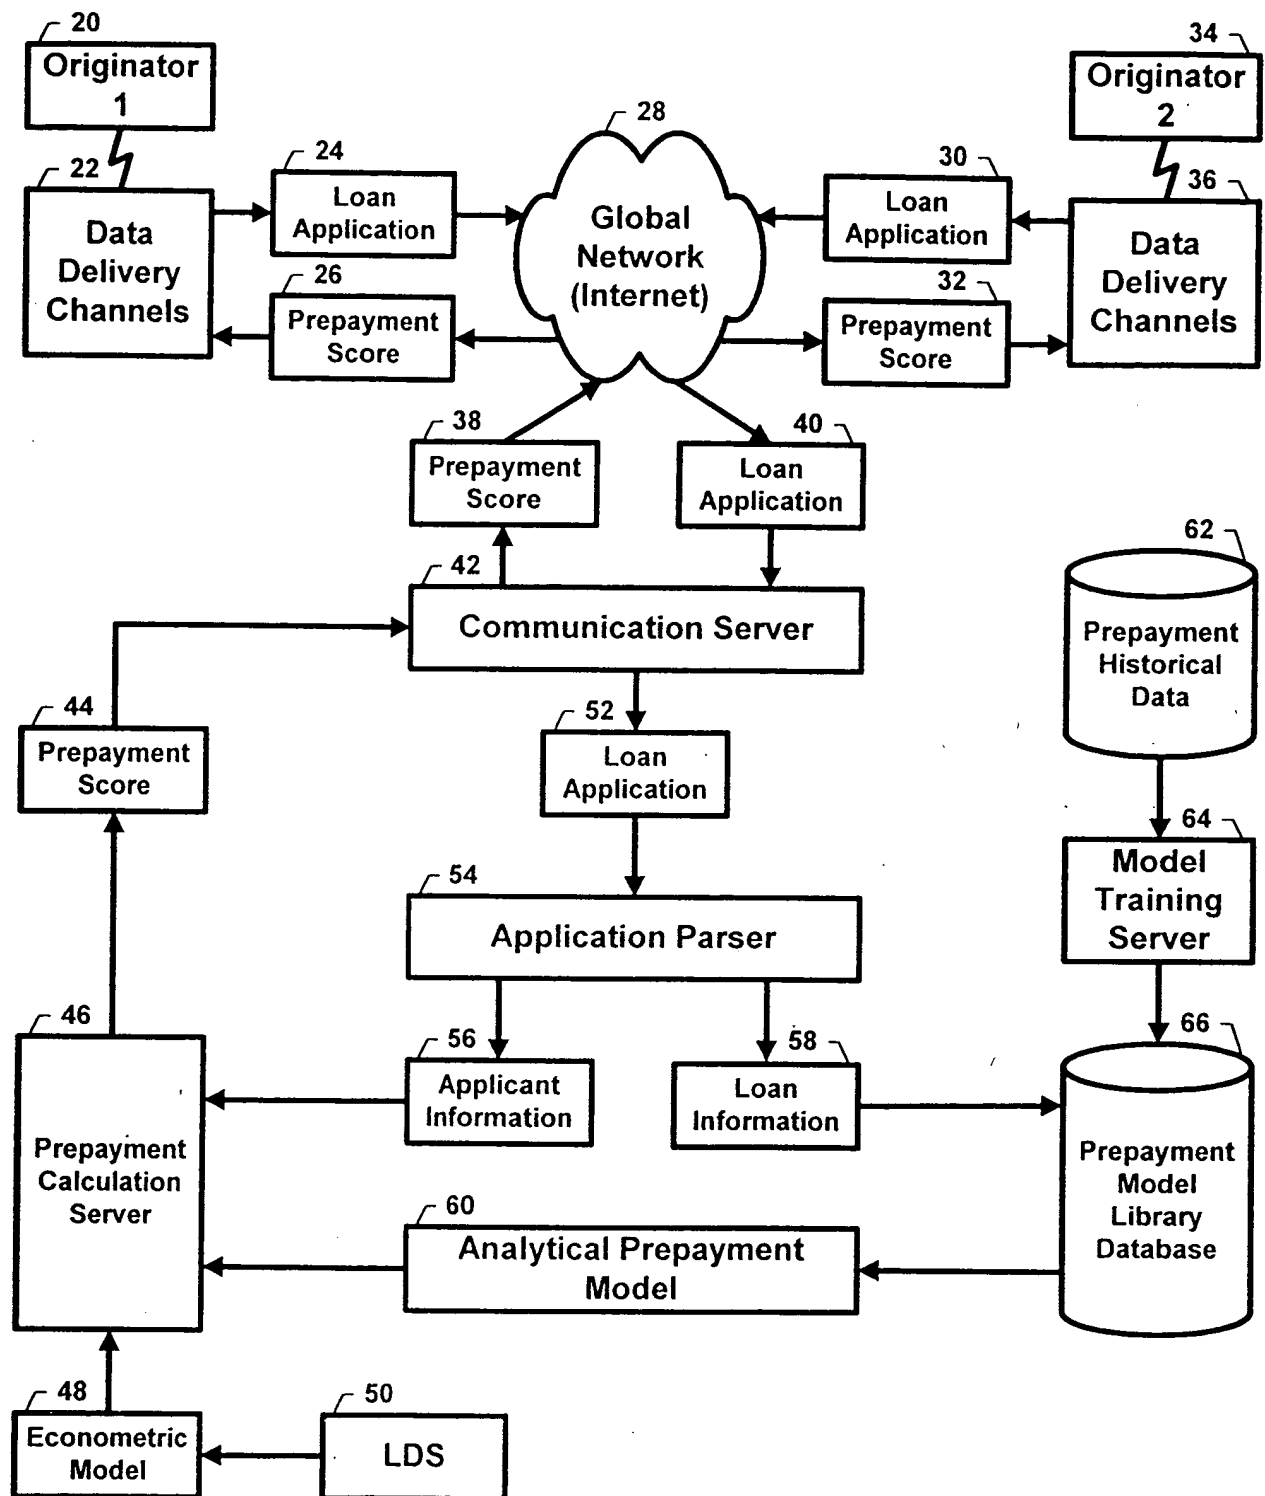 20
Originator
1
34
Originator
2
28
Global
Network
(Internet)
22
Data
Delivery
Channels
24
Loan
Application
26
Prepayment
Score
30
Loan
Application
32
Prepayment
Score
36
Data
Delivery
Channels
38
Prepayment
Score
40
Loan
Application
42
Communication Server
44
Prepayment
Score
52
Loan
Application
62
Prepayment
Historical
Data
64
Model
Training
Server
54
Application Parser
46
Prepayment
Calculation
Server
56
Applicant
Information
58
Loan
Information
66
Prepayment
Model
Library
Database
60
Analytical Prepayment
Model
48
Econometric
Model
50
LDS